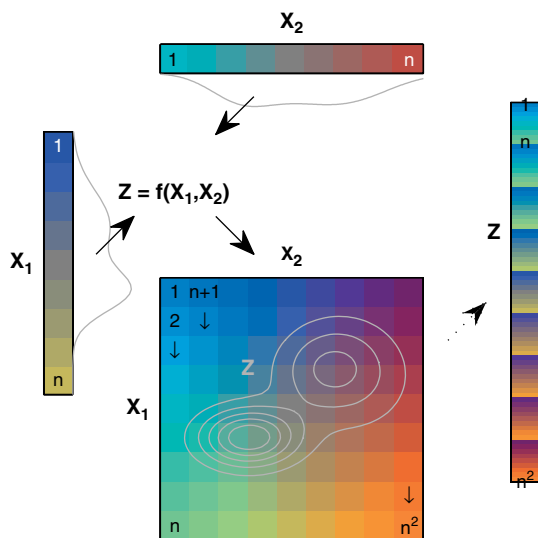 X₂
1 n
1
n
X₁
Z = f(X₁,X₂)
X₂
1 n+1
2 ↓
↓
Z
X₁
↓
n n²
1
n
Z
n²